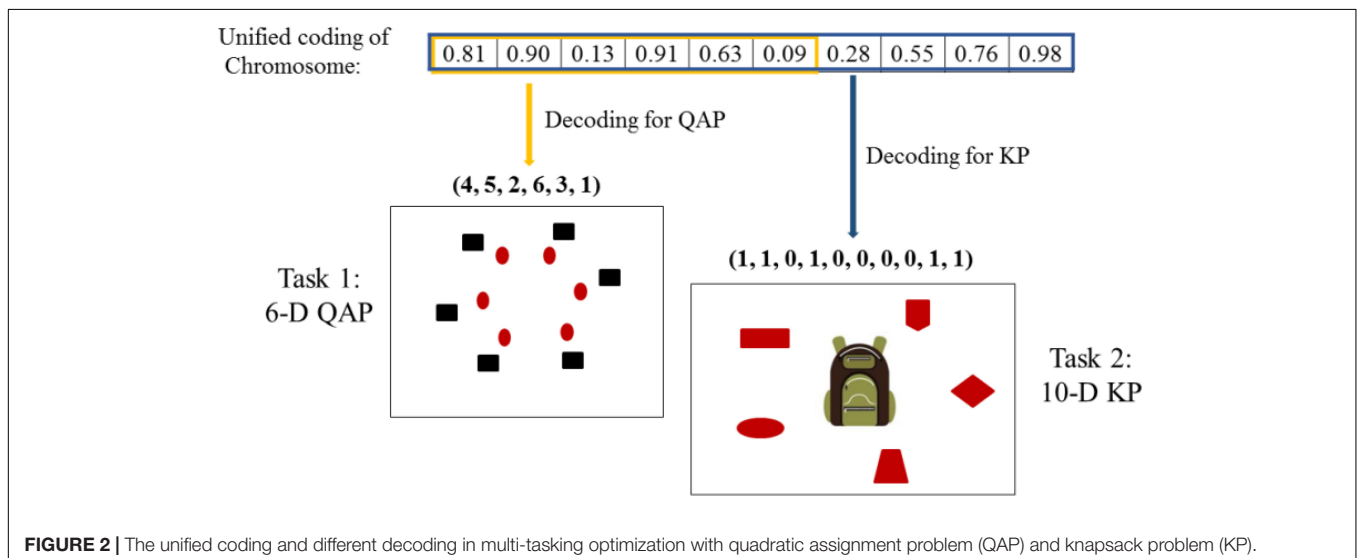 Unified coding of
Chromosome:
0.81 0.90 0.13 0.91 0.63 0.09 0.28 0.55 0.76 0.98
Decoding for QAP
Decoding for KP
(4, 5, 2, 6, 3, 1)
(1, 1, 0, 1, 0, 0, 0, 0, 1, 1)
Task 1:
6-D QAP
Task 2:
10-D KP
FIGURE 2 | The unified coding and different decoding in multi-tasking optimization with quadratic assignment problem (QAP) and knapsack problem (KP).